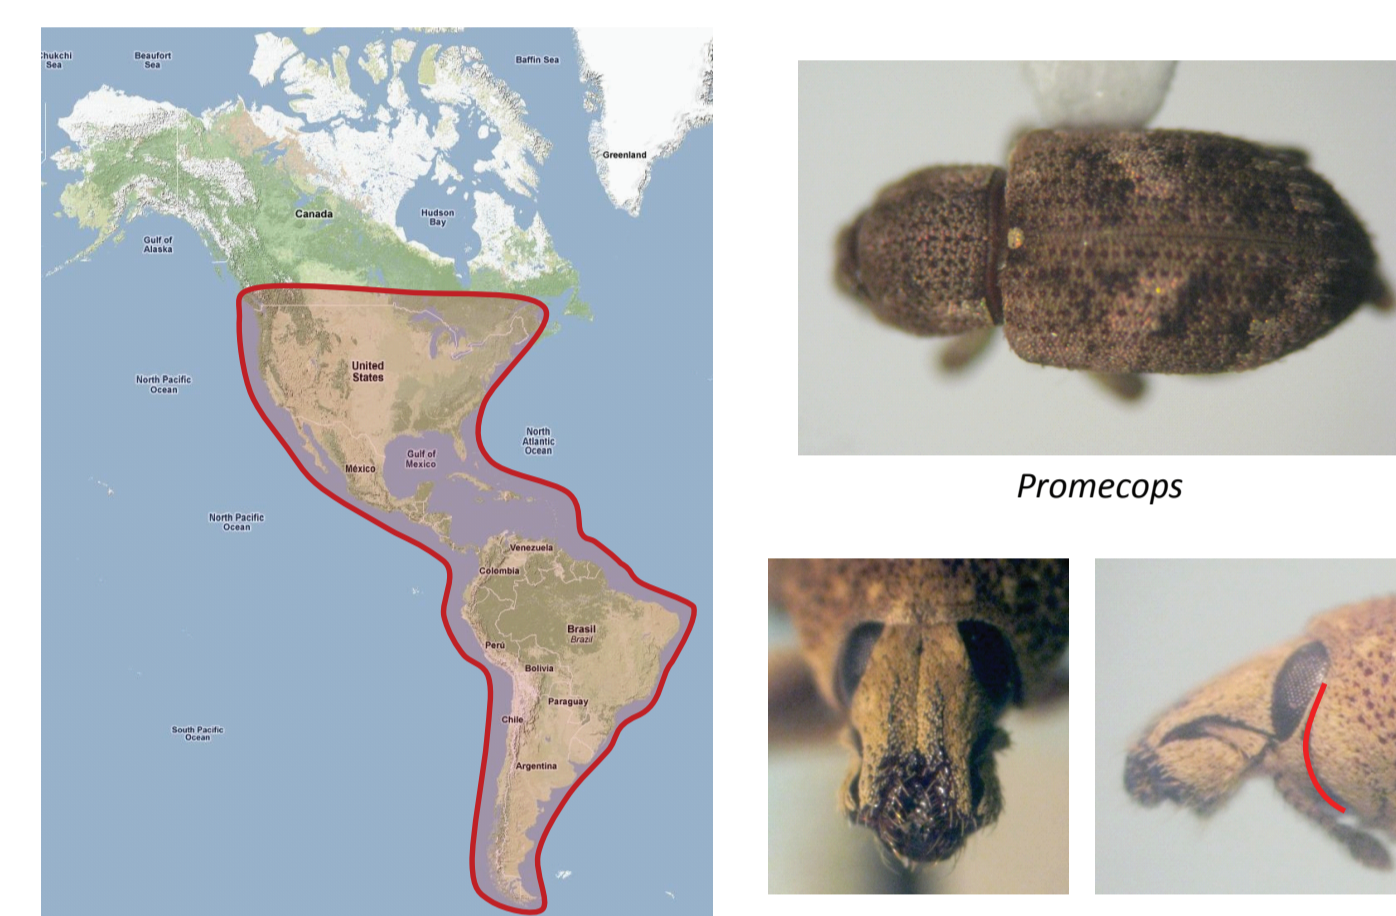 Chukchi
Sea
Beaufort
Sea
Baffin Sea
Greenland
Canada
Hudson
Bay
Gulf of
Alaska
United
States
North Pacific
Ocean
North
Atlantic
Ocean
Gulf of
Mexico
México
North Pacific
Ocean
Venezuela
Colombia
Brasil
Brazil
Perú
Bolivia
Paraguay
Chile
South Pacific
Ocean
Argentina
Promecops